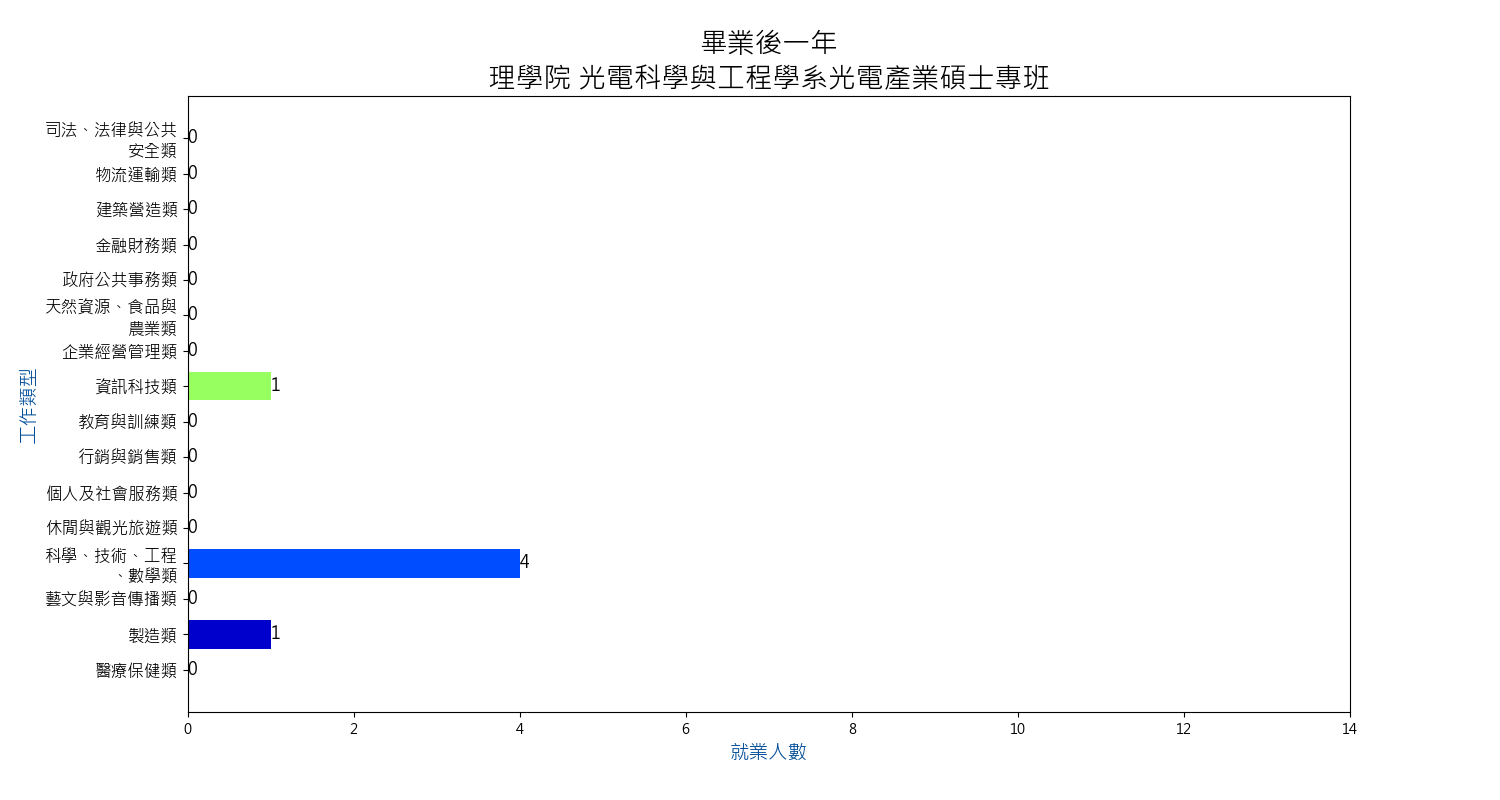 畢業後一年
理學院 光電科學與工程學系光電產業碩士專班
司法、法律與公共
安全類
0
物流運輸類
0
建築營造類
0
金融財務類
0
政府公共事務類
0
天然資源、食品與
農業類
0
企業經營管理類
0
資訊科技類
1
教育與訓練類
0
行銷與銷售類
0
個人及社會服務類
0
休閒與觀光旅遊類
0
科學、技術、工程
、數學類
4
藝文與影音傳播類
0
製造類
1
醫療保健類
0
工作類型
0 2 4 6 8 10 12 14
就業人數